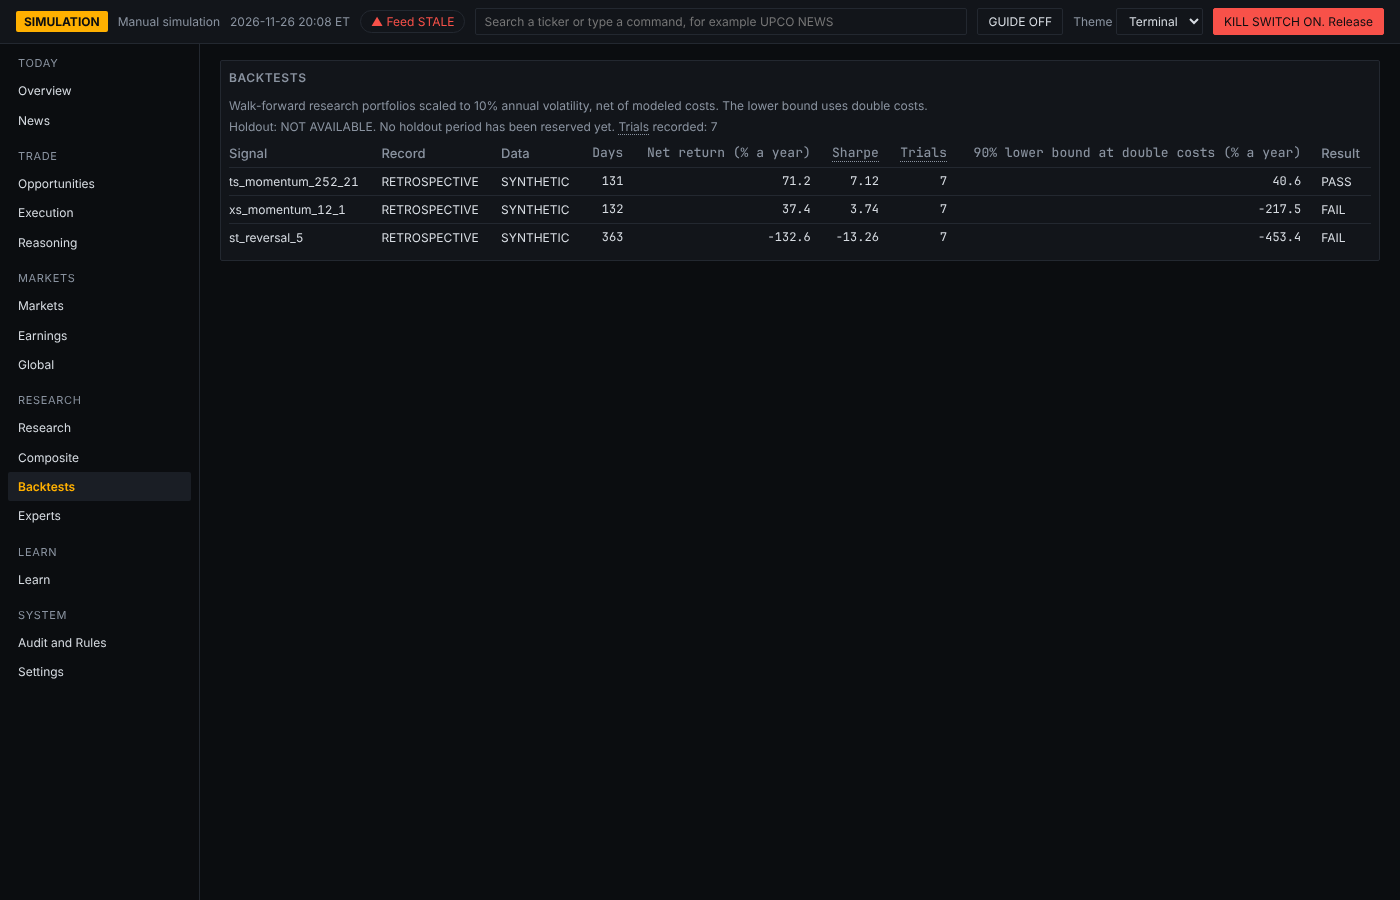 SIMULATION Manual simulation 2026-11-26 20:08 ET ▲ Feed STALE Search a ticker or type a command, for example UPCO NEWS GUIDE OFF Theme Terminal KILL SWITCH ON. Release
TODAY
Overview
News
TRADE
Opportunities
Execution
Reasoning
MARKETS
Markets
Earnings
Global
RESEARCH
Research
Composite
Backtests
Experts
LEARN
Learn
SYSTEM
Audit and Rules
Settings
BACKTESTS
Walk-forward research portfolios scaled to 10% annual volatility, net of modeled costs. The lower bound uses double costs.
Holdout: NOT AVAILABLE. No holdout period has been reserved yet. Trials recorded: 7
Signal Record Data Days Net return (% a year) Sharpe Trials 90% lower bound at double costs (% a year) Result
ts_momentum_252_21 RETROSPECTIVE SYNTHETIC 131 71.2 7.12 7 40.6 PASS
xs_momentum_12_1 RETROSPECTIVE SYNTHETIC 132 37.4 3.74 7 -217.5 FAIL
st_reversal_5 RETROSPECTIVE SYNTHETIC 363 -132.6 -13.26 7 -453.4 FAIL